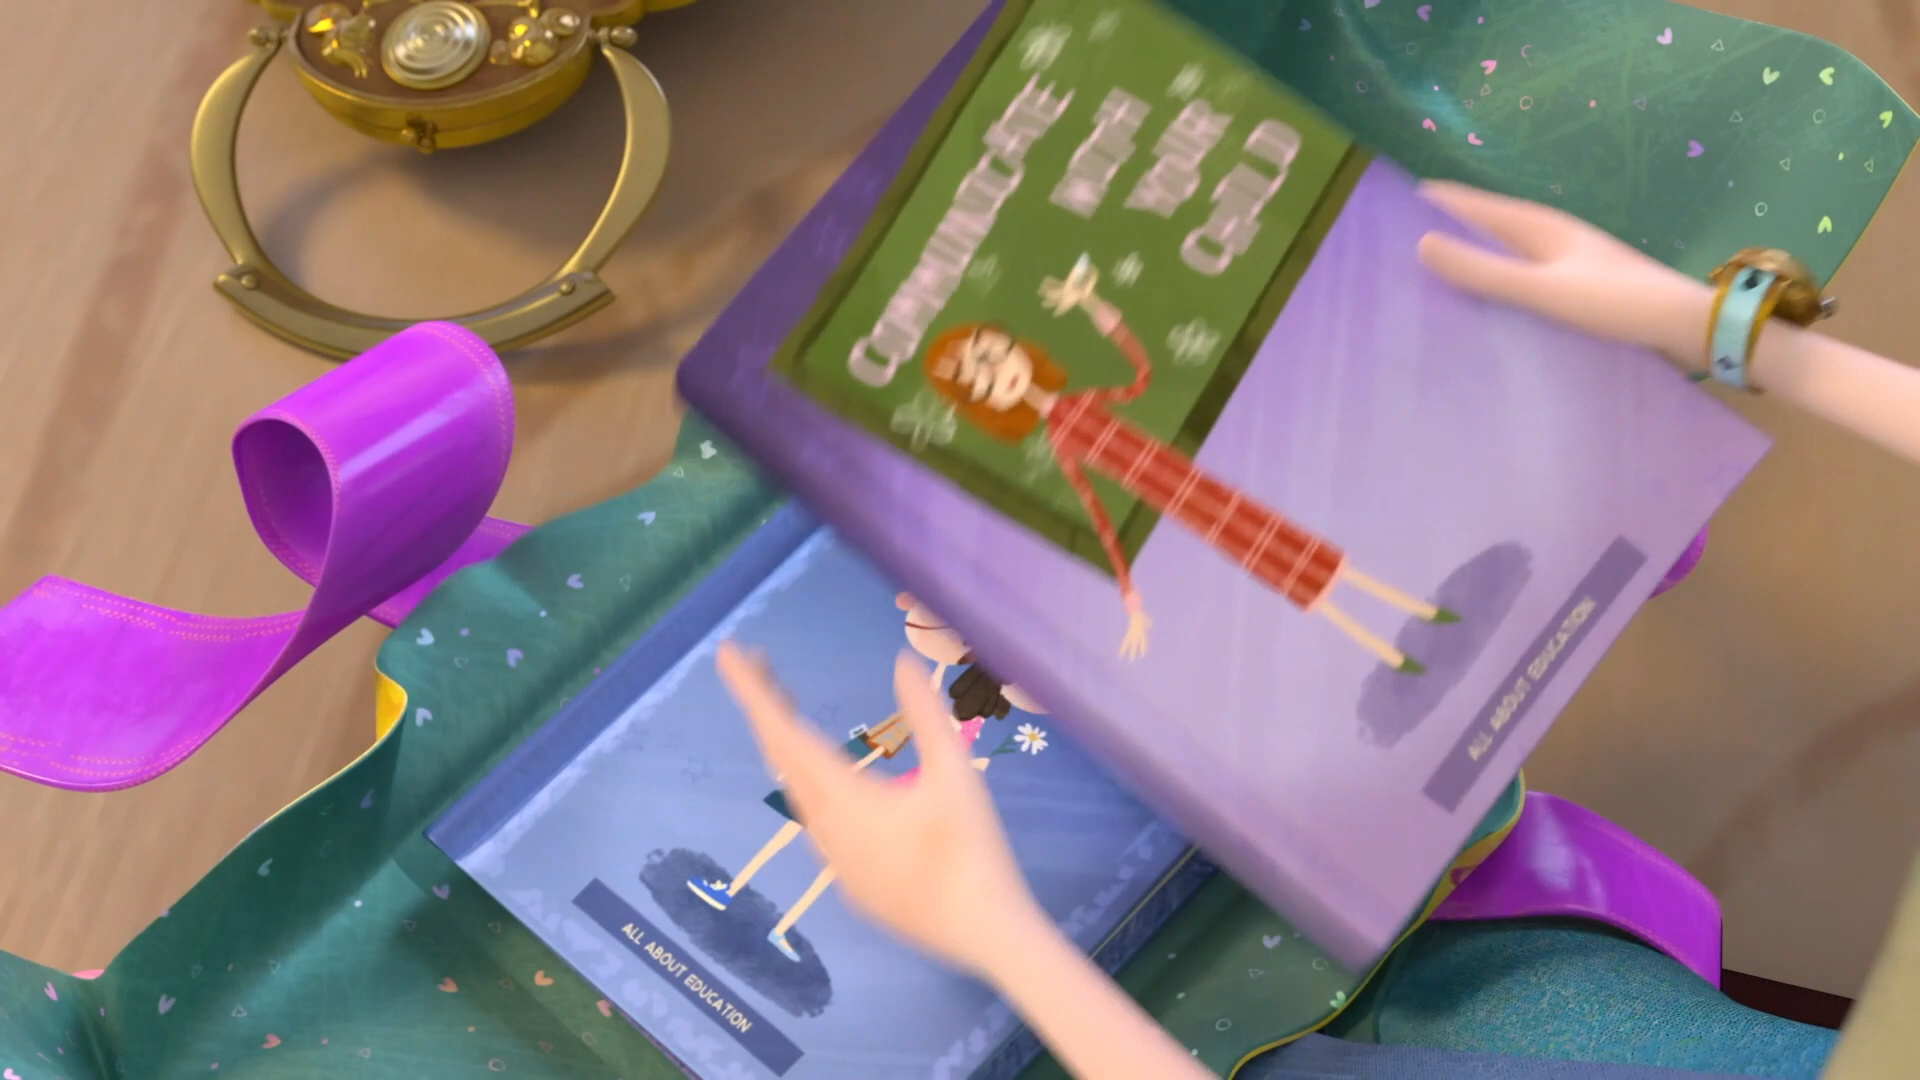 COMMUNICATE
WITH
YOUR
CHILD
ALL ABOUT EDUCATION
ALL ABOUT EDUCATION